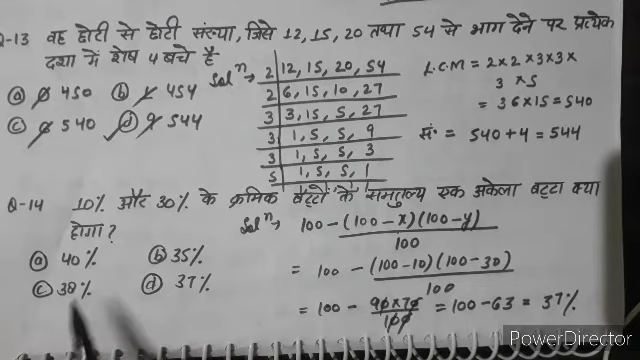 Q-13 वह छोटी से छोटी संख्या, जिसे 12, 15, 20 तथा 54 से भाग देने पर प्रत्येक
दशा में शेष 4 बचे है
(a) 450 (b) 454
(c) 540 (d) 544
Solⁿ→ 2 | 12, 15, 20, 54
2 | 6, 15, 10, 27
3 | 3, 15, 5, 27
3 | 1, 5, 5, 9
3 | 1, 5, 5, 3
5 | 1, 5, 5, 1
L.C.M = 2×2×3×3×
3×5
= 36×15 = 540
सं॰ = 540+4 = 544
Q-14 10% और 30% के क्रमिक बट्टों के समतुल्य एक अकेला बट्टा क्या
होगा?
(a) 40% (b) 35%
(c) 38% (d) 37%
Solⁿ→ 100 - (100-x)(100-y)
100
= 100 - (100-10)(100-30)
100
= 100 - 90×70 = 100-63 = 37%
100
PowerDirector